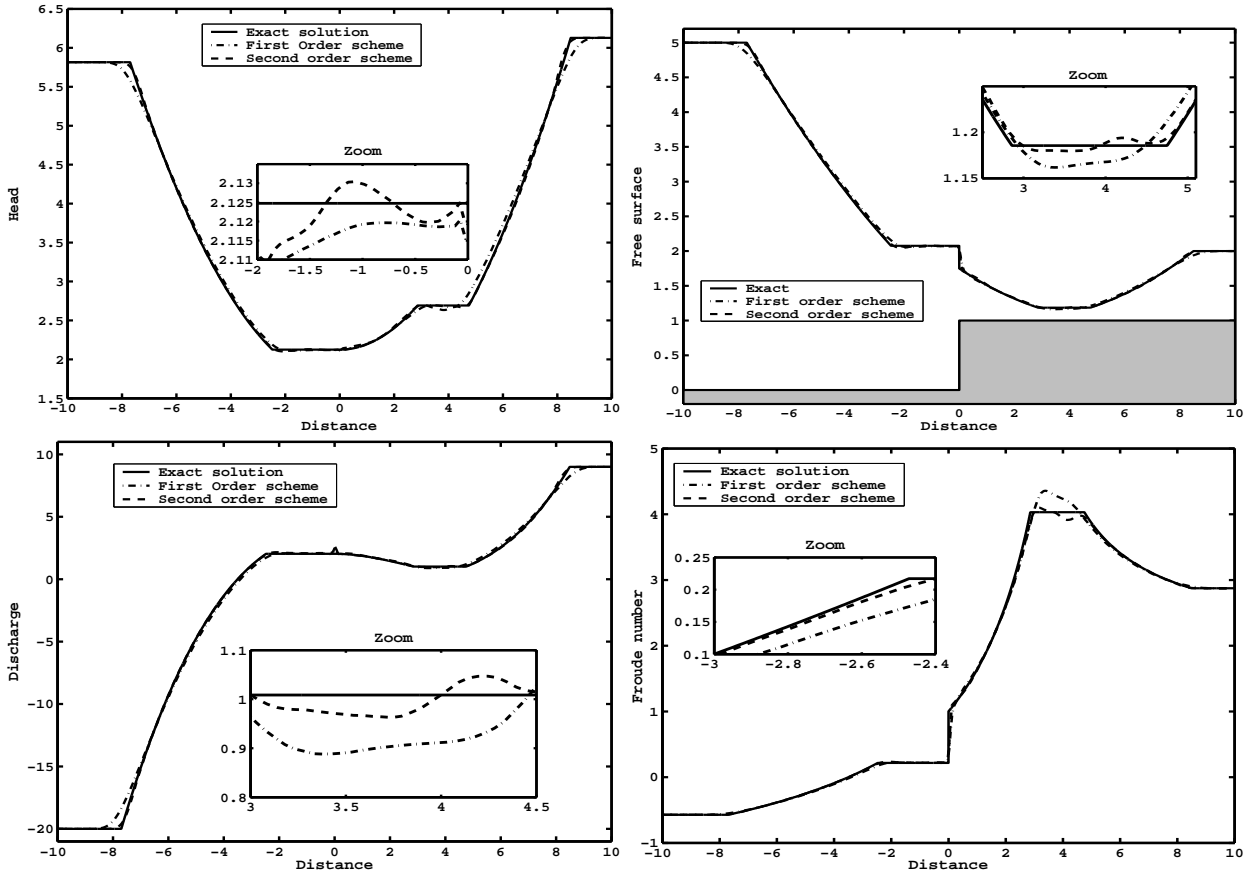 6.5
6
5.5
5
4.5
4
3.5
3
2.5
2
1.5
Head
Exact solution
First Order scheme
Second order scheme
Zoom
2.13
2.125
2.12
2.115
2.11
-2 -1.5 -1 -0.5 0
-10 -8 -6 -4 -2 0 2 4 6 8 10
Distance
5
4.5
4
3.5
3
2.5
2
1.5
1
0.5
0
Free surface
Zoom
1.2
1.15
3 4 5
Exact
First order scheme
Second order scheme
-10 -8 -6 -4 -2 0 2 4 6 8 10
Distance
10
5
0
-5
-10
-15
-20
Discharge
Exact solution
First Order scheme
Second order scheme
Zoom
1.1
1
0.9
0.8
3 3.5 4 4.5
-10 -8 -6 -4 -2 0 2 4 6 8 10
Distance
5
4
3
2
1
0
-1
Froude number
Exact solution
First order scheme
Second order scheme
Zoom
0.25
0.2
0.15
0.1
-3 -2.8 -2.6 -2.4
-10 -8 -6 -4 -2 0 2 4 6 8 10
Distance